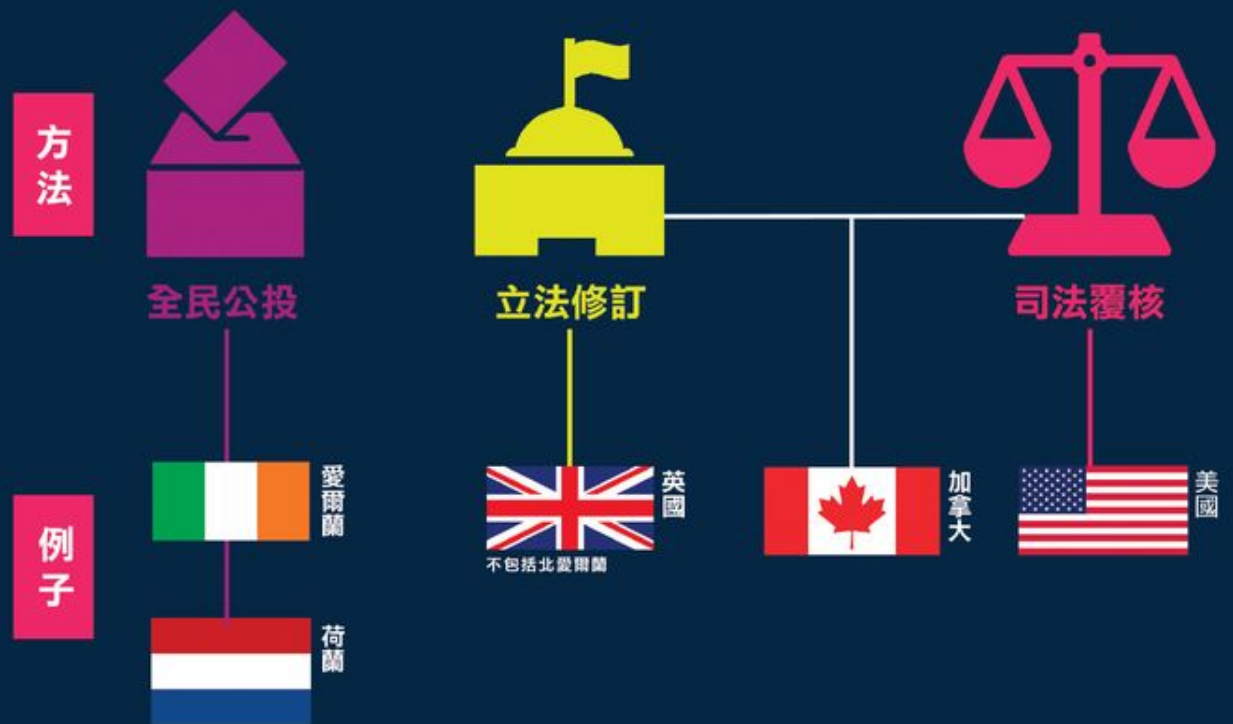 方法
全民公投
立法修訂
司法覆核
例子
愛爾蘭
英國
不包括北愛爾蘭
加拿大
美國
荷蘭